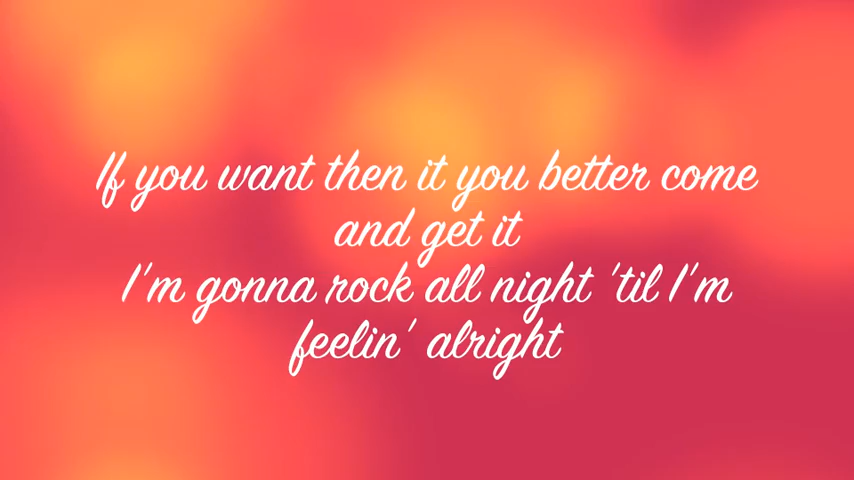 If you want then it you better come
and get it
I'm gonna rock all night 'til I'm
feelin' alright